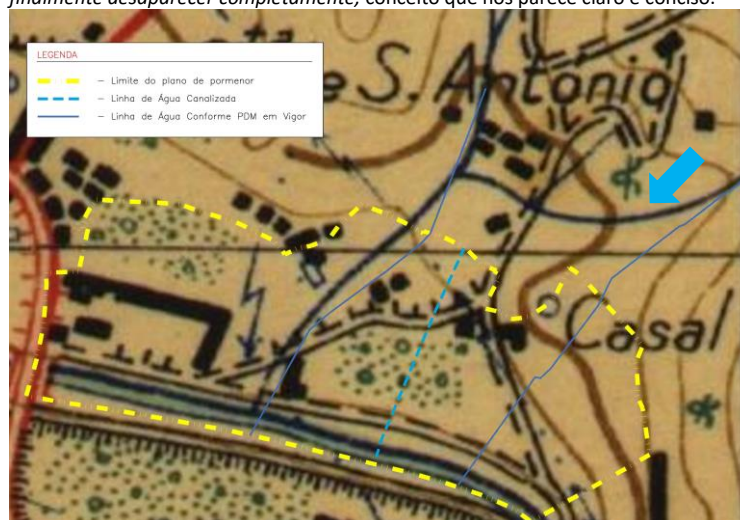 finalmente desaparecer completamente, conceito que nos parece claro e conciso.
LEGENDA
– Limite do plano de pormenor
– Linha de Água Canalizada
– Linha de Água Conforme PDM em Vigor
e S. Antonio
Casal